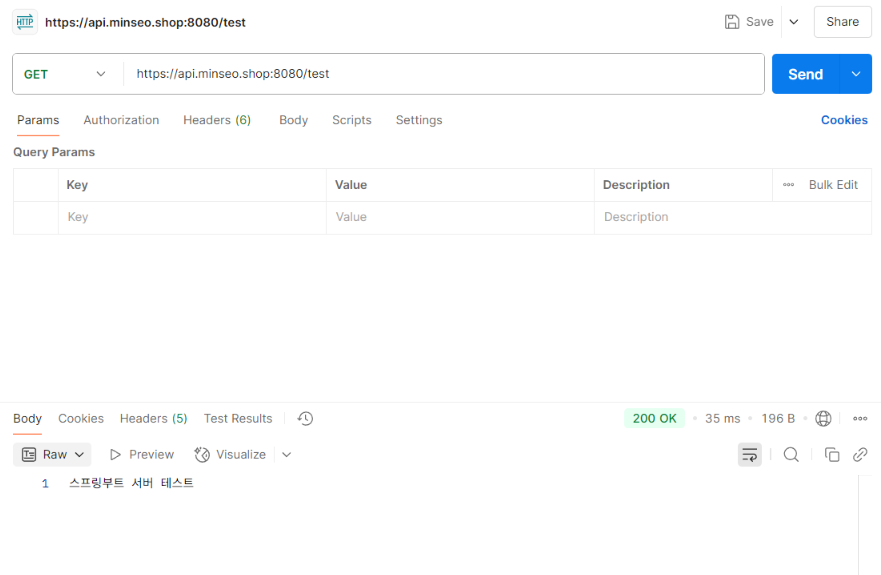 HTTP https://api.minseo.shop:8080/test Save Share
GET https://api.minseo.shop:8080/test Send
Params Authorization Headers (6) Body Scripts Settings Cookies
Query Params
Key Value Description Bulk Edit
Key Value Description
Body Cookies Headers (5) Test Results 200 OK 35 ms 196 B
Raw Preview Visualize
1 스프링부트 서버 테스트